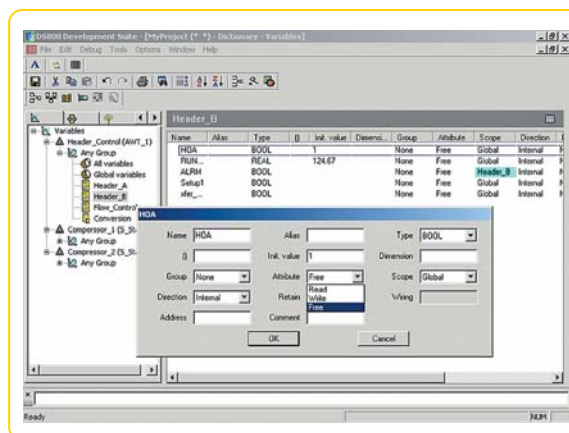 DS800 Development Suite - [MyProject (* *) - Dictionary - Variables]
File Edit Debug Tools Options Window Help
Variables
Header_Control (AWT_1)
Any Group
All variables
Global variables
Header_A
Header_B
Flow_Control
Conversion
Any Group
Compressor_2 (S_St
Any Group
Header_B
Name Alias Type [] Init. value Dimensi... Group Attribute Scope Direction
HOA BOOL 1 None Free Global Internal
RUN... REAL 124.67 None Free Global Internal
ALRM BOOL None Free Header_B Internal
Setup1 BOOL None Free Global Internal
xfer_... BOOL None Free Global Internal
HOA
Name HOA Alias Type BOOL
[] Init. value 1 Dimension
Group None Attribute Free Scope Global
Read
Write
Free
Direction Internal Retain Wiring
Address Comment
OK Cancel
Ready NUM